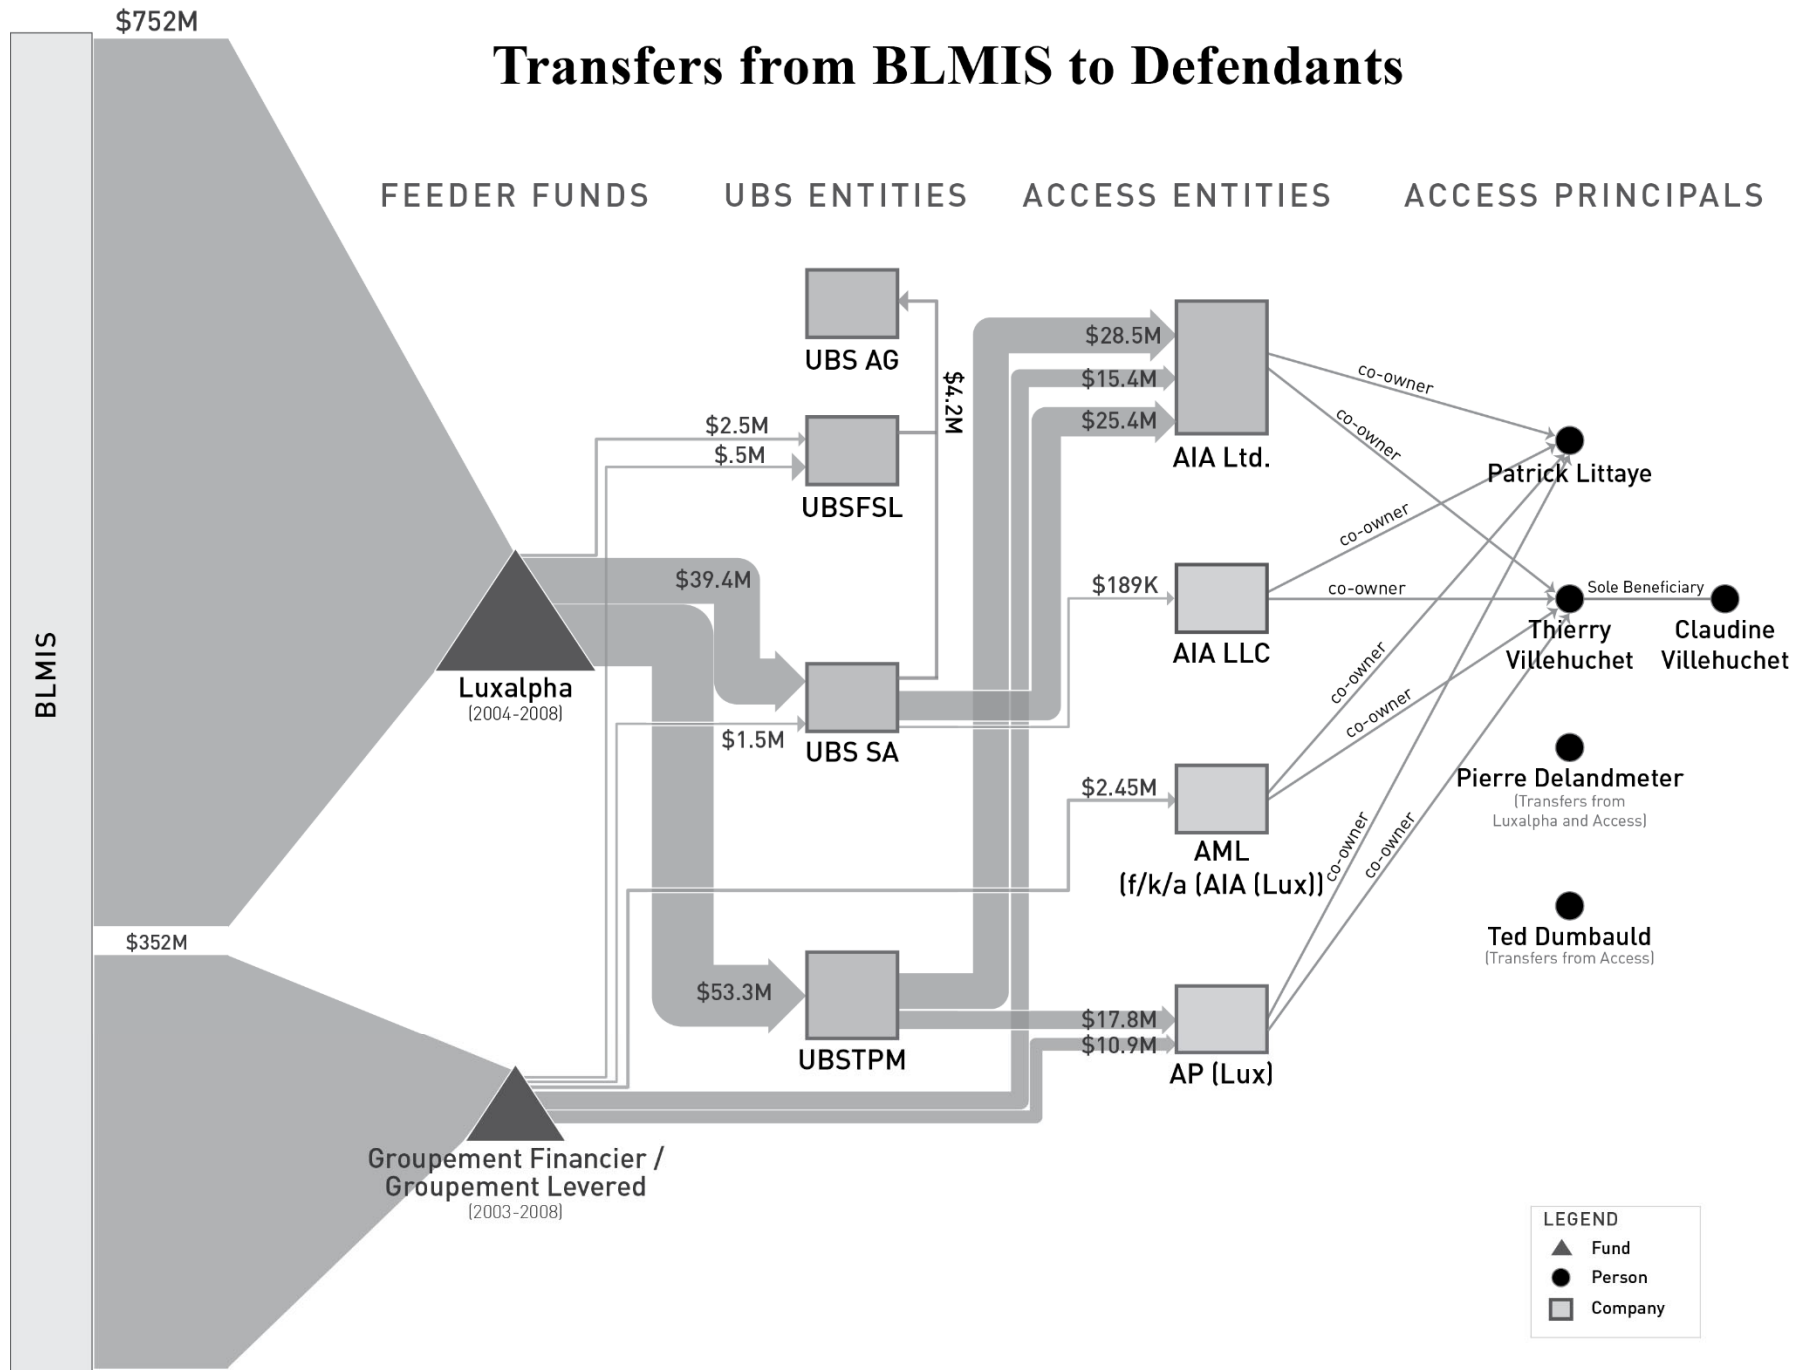 $752M
Transfers from BLMIS to Defendants
FEEDER FUNDS
UBS ENTITIES
ACCESS ENTITIES
ACCESS PRINCIPALS
BLMIS
UBS AG
$4.2M
$2.5M
$.5M
UBSFSL
$28.5M
$15.4M
$25.4M
AIA Ltd.
co-owner
co-owner
Patrick Littaye
$39.4M
Luxalpha
(2004-2008)
$1.5M
UBS SA
$189K
AIA LLC
co-owner
co-owner
Sole Beneficiary
Thierry
Villehuchet
Claudine
Villehuchet
$2.45M
AML
(f/k/a (AIA (Lux))
co-owner
co-owner
Pierre Delandmeter
(Transfers from
Luxalpha and Access)
co-owner
co-owner
Ted Dumbauld
(Transfers from Access)
$352M
$53.3M
UBSTPM
$17.8M
$10.9M
AP (Lux)
Groupement Financier /
Groupement Levered
(2003-2008)
LEGEND
Fund
Person
Company